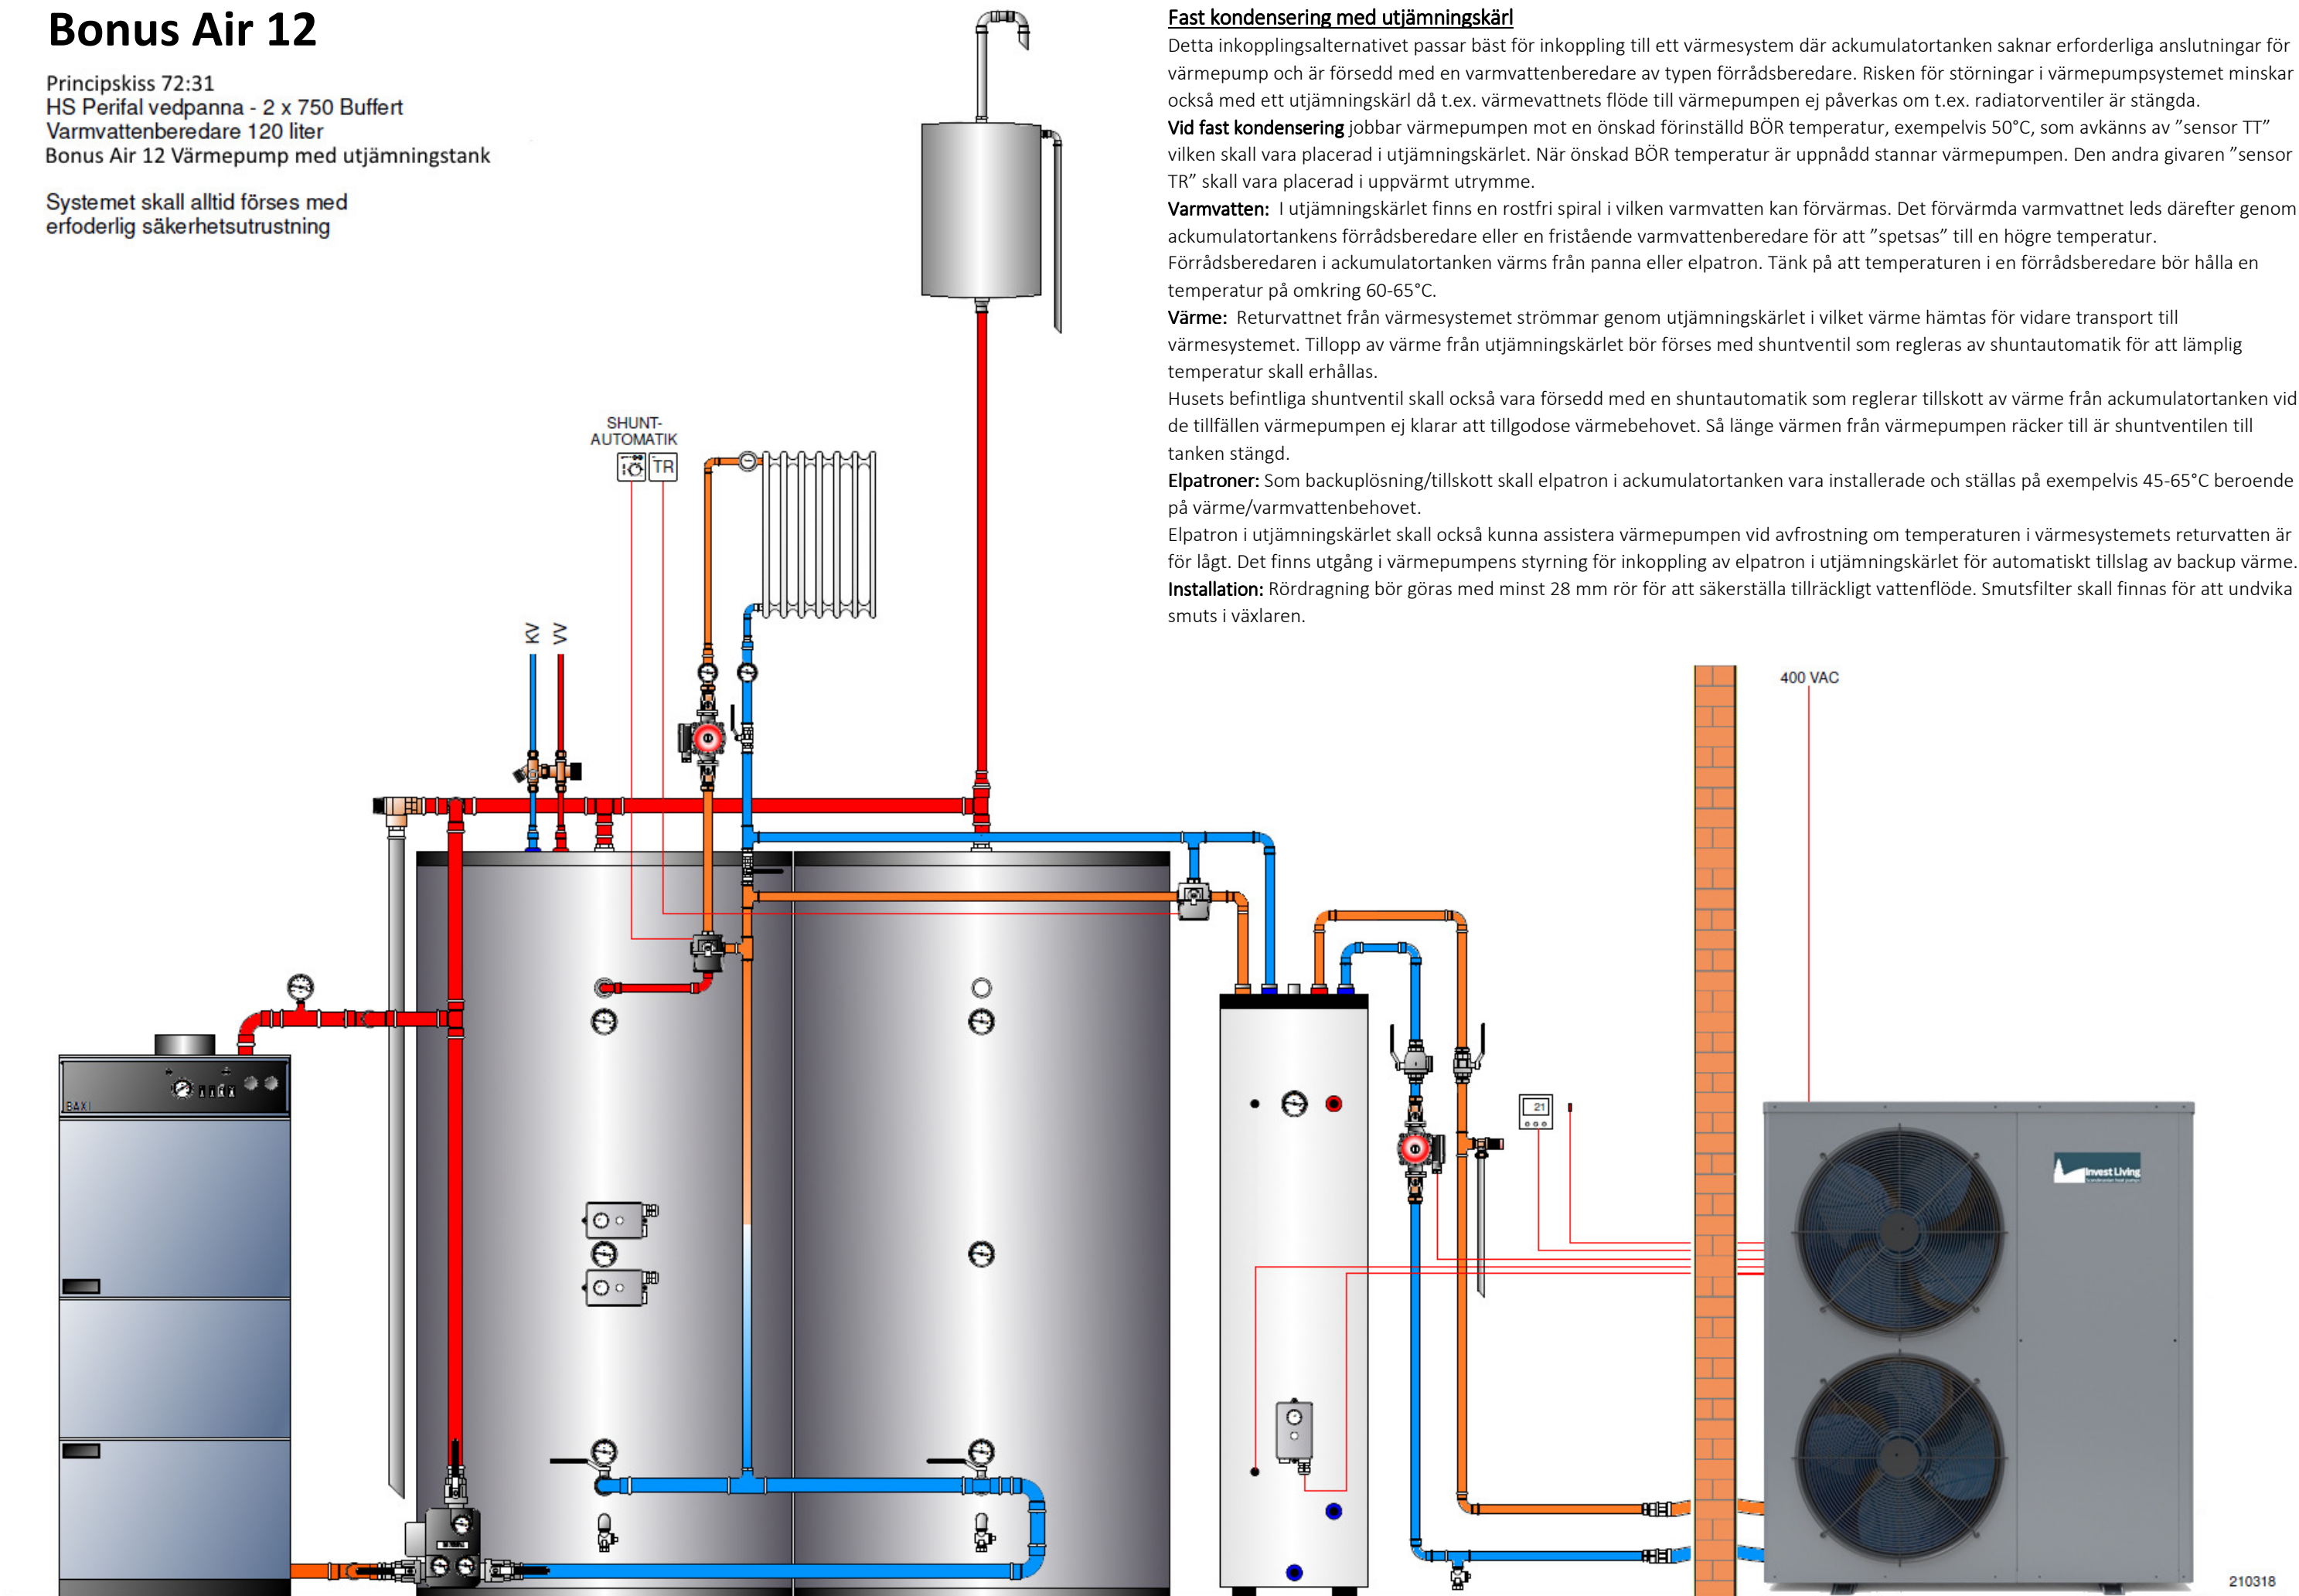 Bonus Air 12
Principskiss 72:31
HS Perifal vedpanna - 2 x 750 Buffert
Varmvattenberedare 120 liter
Bonus Air 12 Värmepump med utjämningstank
Systemet skall alltid förses med
erfoderlig säkerhetsutrustning
Fast kondensering med utjämningskärl
Detta inkopplingsalternativet passar bäst för inkoppling till ett värmesystem där ackumulatortanken saknar erforderliga anslutningar för
värmepump och är försedd med en varmvattenberedare av typen förrådsberedare. Risken för störningar i värmepumpsystemet minskar
också med ett utjämningskärl då t.ex. värmevattnets flöde till värmepumpen ej påverkas om t.ex. radiatorventiler är stängda.
Vid fast kondensering jobbar värmepumpen mot en önskad förinställd BÖR temperatur, exempelvis 50°C, som avkänns av ”sensor TT”
vilken skall vara placerad i utjämningskärlet. När önskad BÖR temperatur är uppnådd stannar värmepumpen. Den andra givaren ”sensor
TR” skall vara placerad i uppvärmt utrymme.
Varmvatten: I utjämningskärlet finns en rostfri spiral i vilken varmvatten kan förvärmas. Det förvärmda varmvattnet leds därefter genom
ackumulatortankens förrådsberedare eller en fristående varmvattenberedare för att ”spetsas” till en högre temperatur.
Förrådsberedaren i ackumulatortanken värms från panna eller elpatron. Tänk på att temperaturen i en förrådsberedare bör hålla en
temperatur på omkring 60-65°C.
Värme: Returvattnet från värmesystemet strömmar genom utjämningskärlet i vilket värme hämtas för vidare transport till
värmesystemet. Tillopp av värme från utjämningskärlet bör förses med shuntventil som regleras av shuntautomatik för att lämplig
temperatur skall erhållas.
Husets befintliga shuntventil skall också vara försedd med en shuntautomatik som reglerar tillskott av värme från ackumulatortanken vid
de tillfällen värmepumpen ej klarar att tillgodose värmebehovet. Så länge värmen från värmepumpen räcker till är shuntventilen till
tanken stängd.
Elpatroner: Som backuplösning/tillskott skall elpatron i ackumulatortanken vara installerade och ställas på exempelvis 45-65°C beroende
på värme/varmvattenbehovet.
Elpatron i utjämningskärlet skall också kunna assistera värmepumpen vid avfrostning om temperaturen i värmesystemets returvatten är
för lågt. Det finns utgång i värmepumpens styrning för inkoppling av elpatron i utjämningskärlet för automatiskt tillslag av backup värme.
Installation: Rördragning bör göras med minst 28 mm rör för att säkerställa tillräckligt vattenflöde. Smutsfilter skall finnas för att undvika
smuts i växlaren.
SHUNT-
AUTOMATIK
TR
KV
VV
400 VAC
BAXI
21
Invest Living
210318